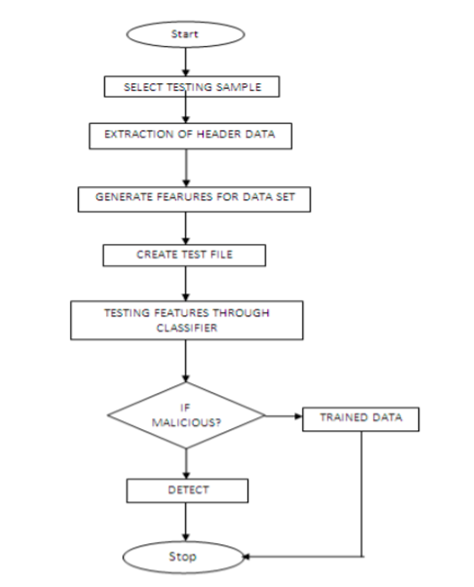 Start
SELECT TESTING SAMPLE
EXTRACTION OF HEADER DATA
GENERATE FEARURES FOR DATA SET
CREATE TEST FILE
TESTING FEATURES THROUGH
CLASSIFIER
IF
MALICIOUS?
TRAINED DATA
DETECT
Stop